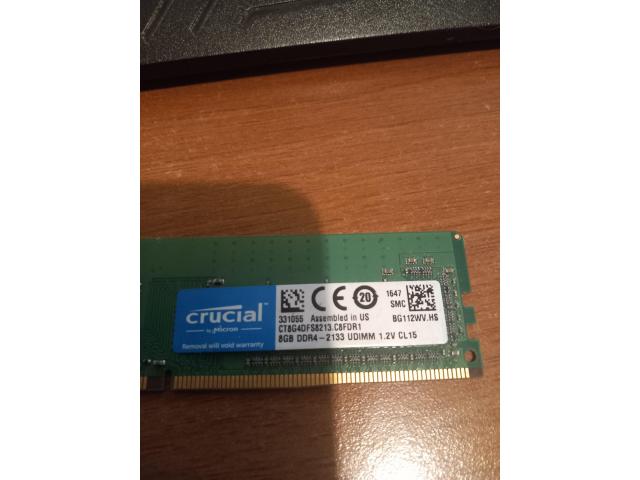 crucial
by Micron
Removal will void warranty
CE
20
331055 Assembled in US
CT8G4DFS8213.C8FDR1
8GB DDR4-2133 UDIMM 1.2V CL15
1647
SMC
BG112WV.HS